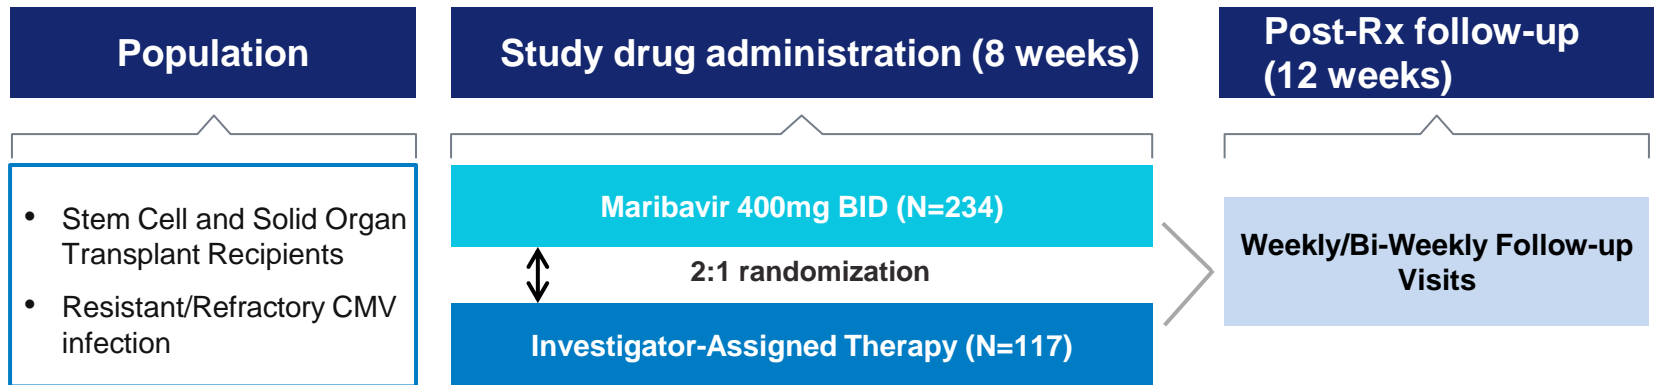 Population
Study drug administration (8 weeks)
Post-Rx follow-up
(12 weeks)
• Stem Cell and Solid Organ
Transplant Recipients
• Resistant/Refractory CMV
infection
Maribavir 400mg BID (N=234)
2:1 randomization
Investigator-Assigned Therapy (N=117)
Weekly/Bi-Weekly Follow-up
Visits